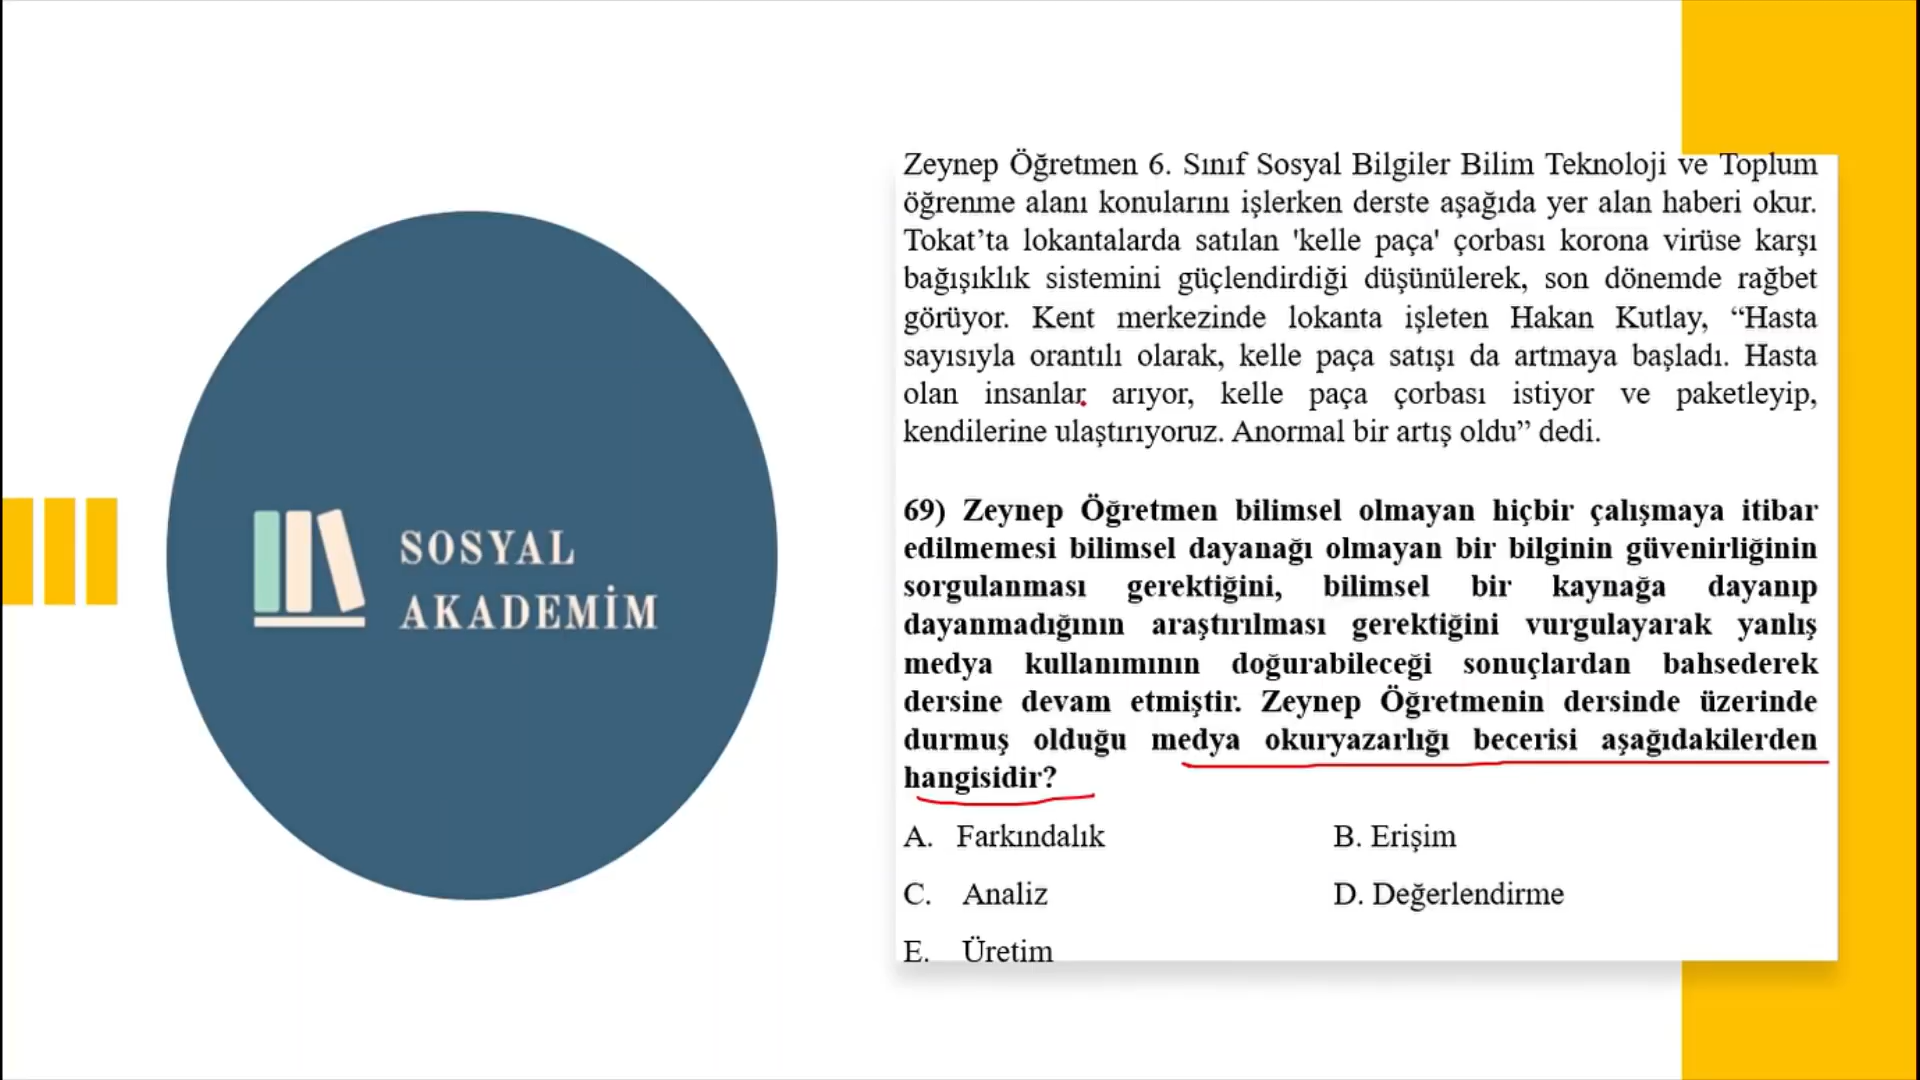 SOSYAL
AKADEMİM
Zeynep Öğretmen 6. Sınıf Sosyal Bilgiler Bilim Teknoloji ve Toplum
öğrenme alanı konularını işlerken derste aşağıda yer alan haberi okur.
Tokat’ta lokantalarda satılan 'kelle paça' çorbası korona virüse karşı
bağışıklık sistemini güçlendirdiği düşünülerek, son dönemde rağbet
görüyor. Kent merkezinde lokanta işleten Hakan Kutlay, “Hasta
sayısıyla orantılı olarak, kelle paça satışı da artmaya başladı. Hasta
olan insanlar arıyor, kelle paça çorbası istiyor ve paketleyip,
kendilerine ulaştırıyoruz. Anormal bir artış oldu” dedi.
69) Zeynep Öğretmen bilimsel olmayan hiçbir çalışmaya itibar
edilmemesi bilimsel dayanağı olmayan bir bilginin güvenirliğinin
sorgulanması gerektiğini, bilimsel bir kaynağa dayanıp
dayanmadığının araştırılması gerektiğini vurgulayarak yanlış
medya kullanımının doğurabileceği sonuçlardan bahsederek
dersine devam etmiştir. Zeynep Öğretmenin dersinde üzerinde
durmuş olduğu medya okuryazarlığı becerisi aşağıdakilerden
hangisidir?
A. Farkındalık B. Erişim
C. Analiz D. Değerlendirme
E. Üretim